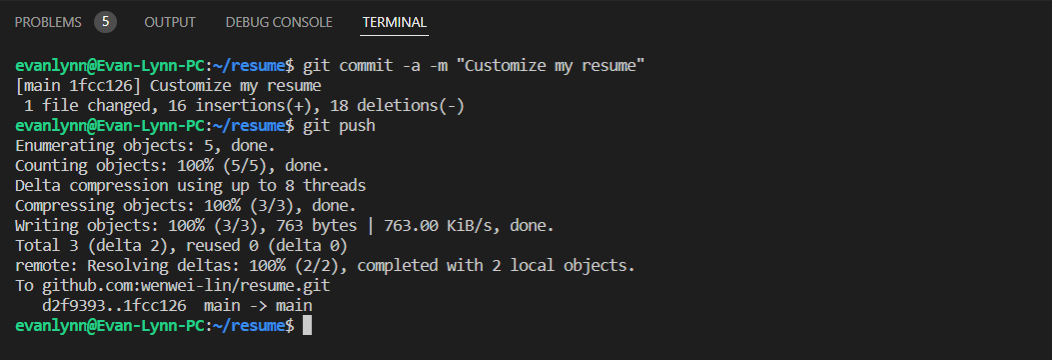 PROBLEMS 5 OUTPUT DEBUG CONSOLE TERMINAL
evanlynn@Evan-Lynn-PC:~/resume$ git commit -a -m "Customize my resume"
[main 1fcc126] Customize my resume
 1 file changed, 16 insertions(+), 18 deletions(-)
evanlynn@Evan-Lynn-PC:~/resume$ git push
Enumerating objects: 5, done.
Counting objects: 100% (5/5), done.
Delta compression using up to 8 threads
Compressing objects: 100% (3/3), done.
Writing objects: 100% (3/3), 763 bytes | 763.00 KiB/s, done.
Total 3 (delta 2), reused 0 (delta 0)
remote: Resolving deltas: 100% (2/2), completed with 2 local objects.
To github.com:wenwei-lin/resume.git
   d2f9393..1fcc126  main -> main
evanlynn@Evan-Lynn-PC:~/resume$